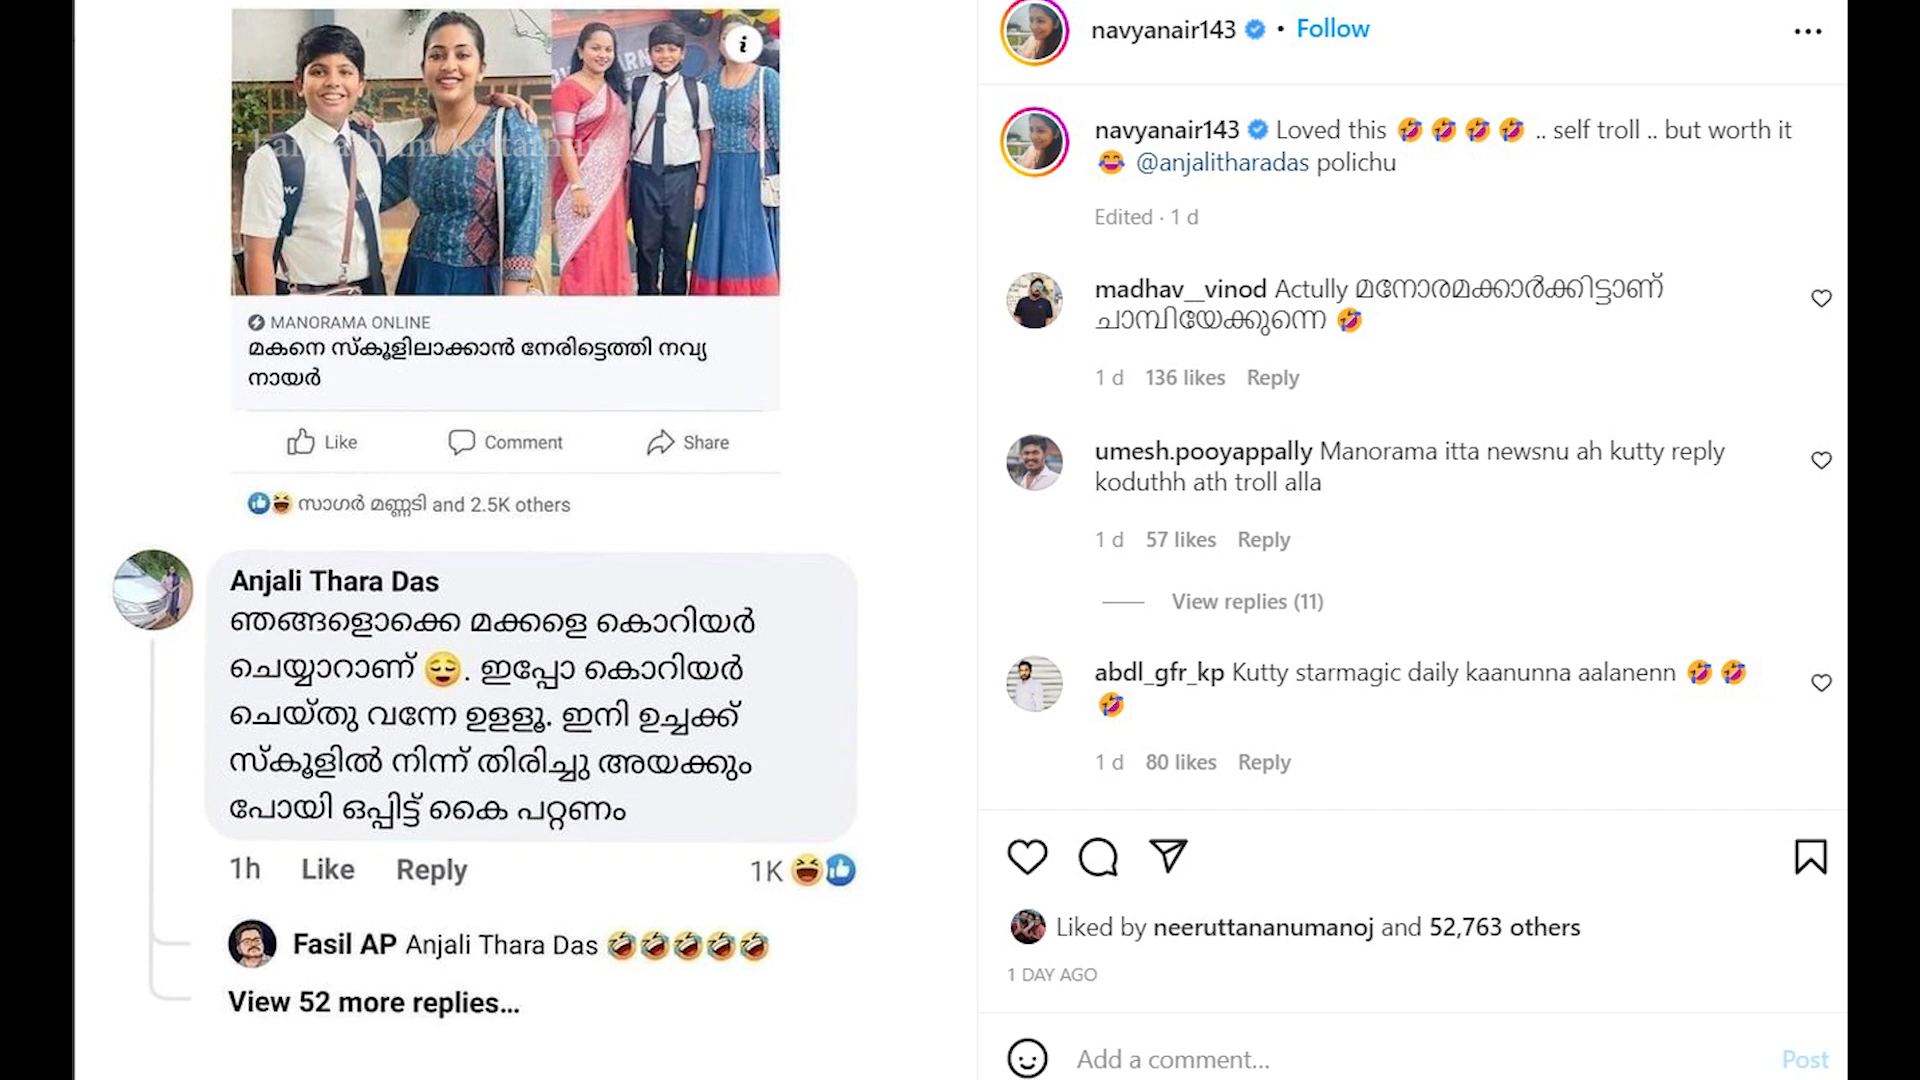 MANORAMA ONLINE
മകനെ സ്കൂളിലാക്കാൻ നേരിട്ടെത്തി നവ്യ
നായർ
Like Comment Share
സാഗർ മണ്ണടി and 2.5K others
Anjali Thara Das
ഞങ്ങളൊക്കെ മക്കളെ കൊറിയർ
ചെയ്യാറാണ് 😌. ഇപ്പോ കൊറിയർ
ചെയ്തു വന്നേ ഉളളൂ. ഇനി ഉച്ചക്ക്
സ്കൂളിൽ നിന്ന് തിരിച്ചു അയക്കും
പോയി ഒപ്പിട്ട് കൈ പറ്റണം
1h Like Reply 1K
Fasil AP Anjali Thara Das 🤣🤣🤣🤣🤣
View 52 more replies...
navyanair143 • Follow
navyanair143 Loved this 🤣🤣🤣🤣 .. self troll .. but worth it
😂 @anjalitharadas polichu
Edited · 1 d
madhav__vinod Actully മനോരമക്കാർക്കിട്ടാണ്
ചാമ്പിയേക്കുന്നെ 🤣
1 d 136 likes Reply
umesh.pooyappally Manorama itta newsnu ah kutty reply
koduthh ath troll alla
1 d 57 likes Reply
View replies (11)
abdl_gfr_kp Kutty starmagic daily kaanunna aalanenn 🤣🤣
🤣
1 d 80 likes Reply
Liked by neeruttananumanoj and 52,763 others
1 DAY AGO
Add a comment... Post